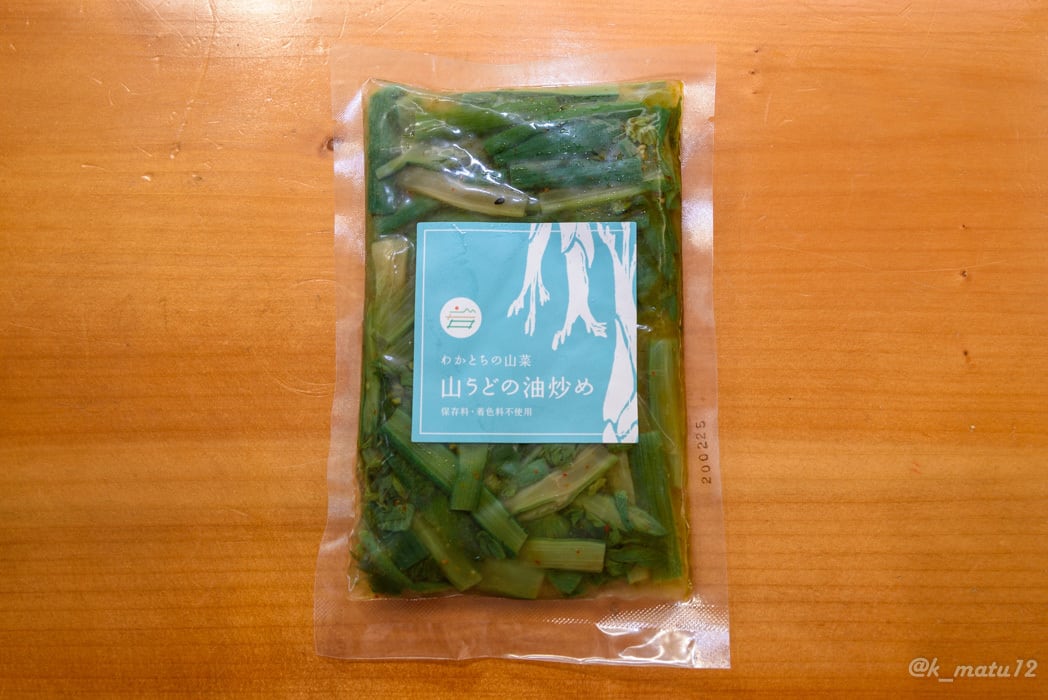 わかとちの山菜
山うどの油炒め
保存料・着色料不使用
200225
@k_matu12